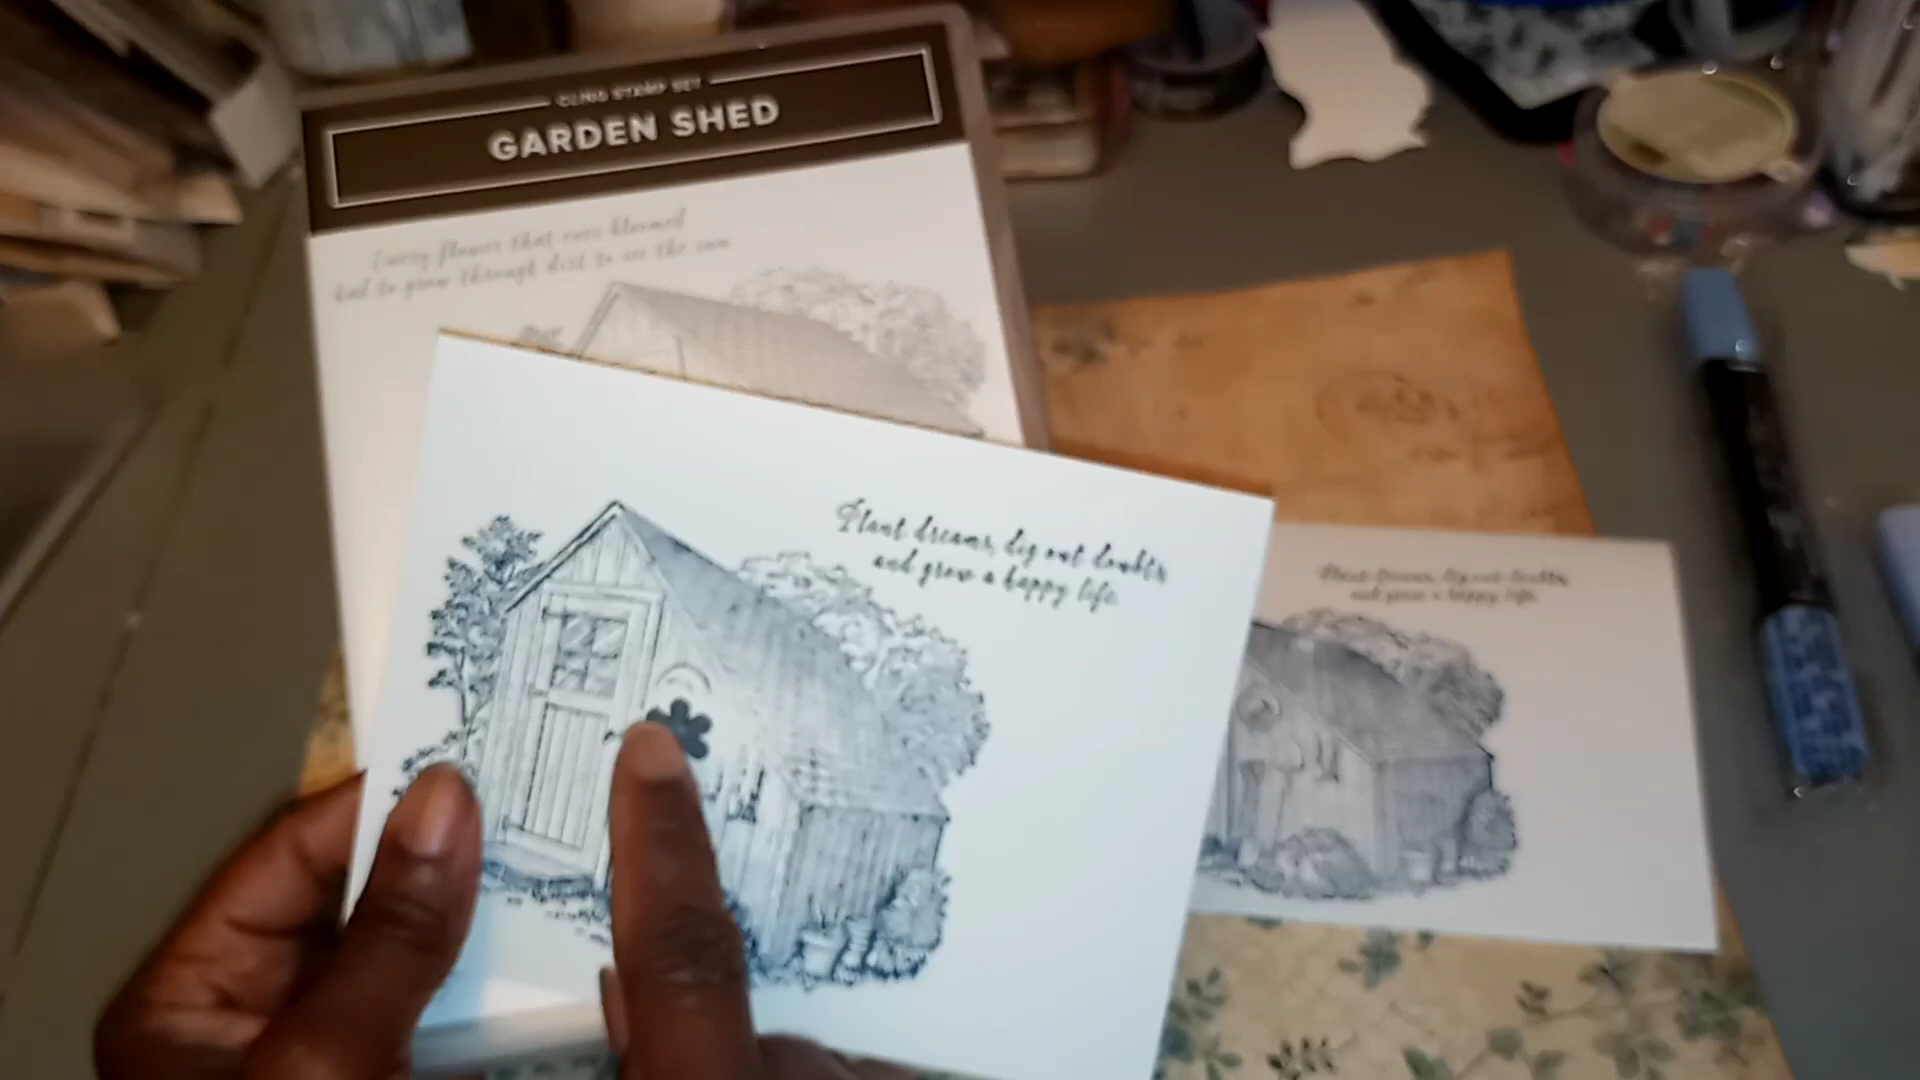 CLING STAMP SET
GARDEN SHED
Every flower that ever bloomed
had to grow through dirt to see the sun
Plant dreams, dig out doubts
and grow a happy life.
Plant dreams, dig out doubts
and grow a happy life.